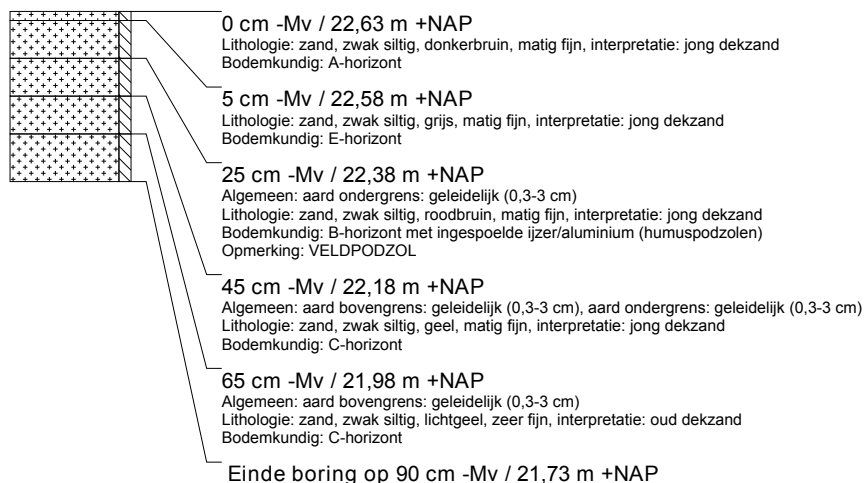 0 cm -Mv / 22,63 m +NAP
Lithologie: zand, zwak siltig, donkerbruin, matig fijn, interpretatie: jong dekzand
Bodemkundig: A-horizont
5 cm -Mv / 22,58 m +NAP
Lithologie: zand, zwak siltig, grijs, matig fijn, interpretatie: jong dekzand
Bodemkundig: E-horizont
25 cm -Mv / 22,38 m +NAP
Algemeen: aard ondergrens: geleidelijk (0,3-3 cm)
Lithologie: zand, zwak siltig, roodbruin, matig fijn, interpretatie: jong dekzand
Bodemkundig: B-horizont met ingespoelde ijzer/aluminium (humuspodzolen)
Opmerking: VELDPODZOL
45 cm -Mv / 22,18 m +NAP
Algemeen: aard bovengrens: geleidelijk (0,3-3 cm), aard ondergrens: geleidelijk (0,3-3 cm)
Lithologie: zand, zwak siltig, geel, matig fijn, interpretatie: jong dekzand
Bodemkundig: C-horizont
65 cm -Mv / 21,98 m +NAP
Algemeen: aard bovengrens: geleidelijk (0,3-3 cm)
Lithologie: zand, zwak siltig, lichtgeel, zeer fijn, interpretatie: oud dekzand
Bodemkundig: C-horizont
Einde boring op 90 cm -Mv / 21,73 m +NAP